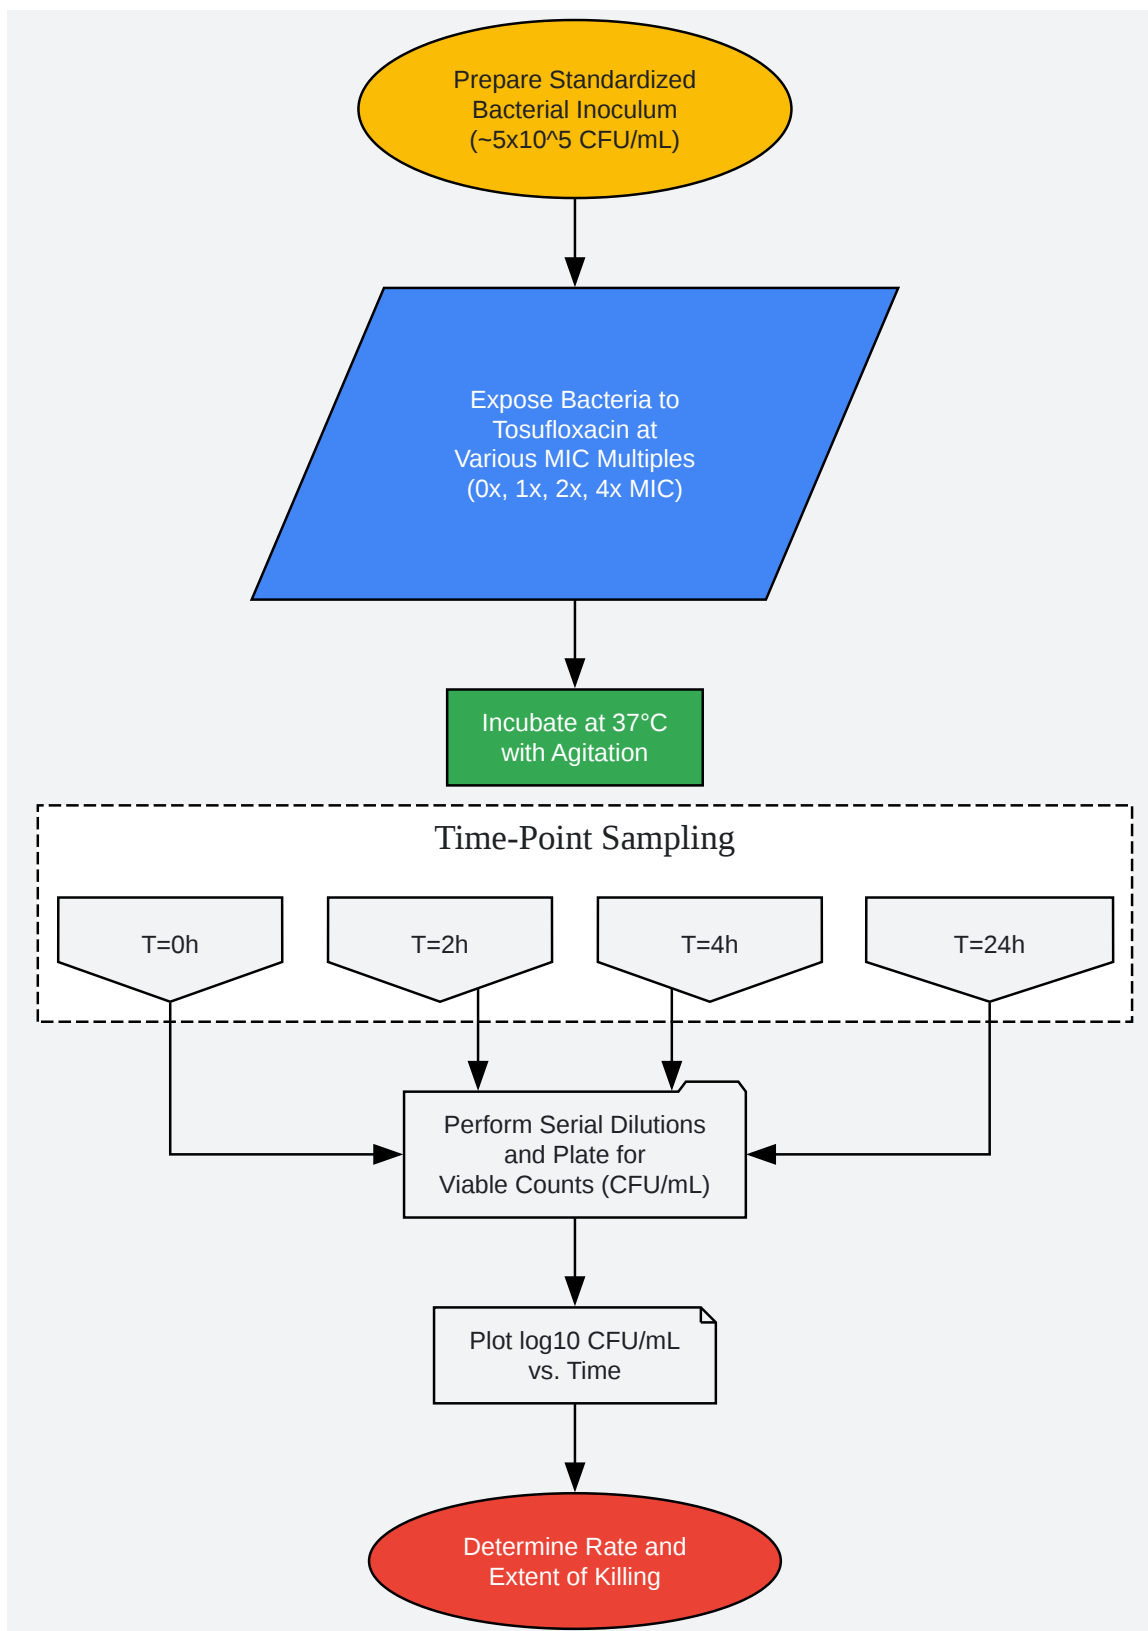 Prepare Standardized
Bacterial Inoculum
(~5x10^5 CFU/mL)
Expose Bacteria to
Tosufloxacin at
Various MIC Multiples
(0x, 1x, 2x, 4x MIC)
Incubate at 37°C
with Agitation
Time-Point Sampling
T=0h
T=2h
T=4h
T=24h
Perform Serial Dilutions
and Plate for
Viable Counts (CFU/mL)
Plot log10 CFU/mL
vs. Time
Determine Rate and
Extent of Killing